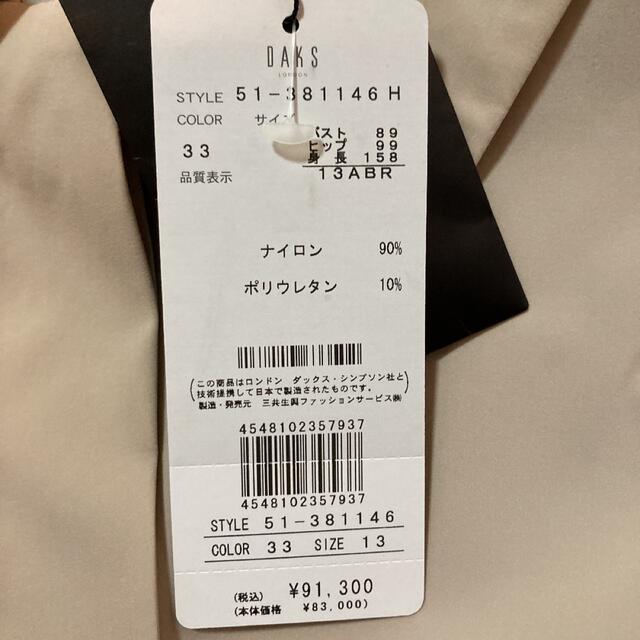 DAKS
LONDON
STYLE 51-381146 H
COLOR サイズ
バスト 89
ヒップ 99
33 身長 158
13ABR
品質表示
ナイロン 90%
ポリウレタン 10%
(この商品はロンドン ダックス・シンプソン社と
技術提携して日本で製造されたものです。
製造・発売元 三共生興ファッションサービス㈱)
4548102357937
4548102357937
STYLE 51-381146
COLOR 33 SIZE 13
(税込) ¥91,300
(本体価格 ¥83,000)